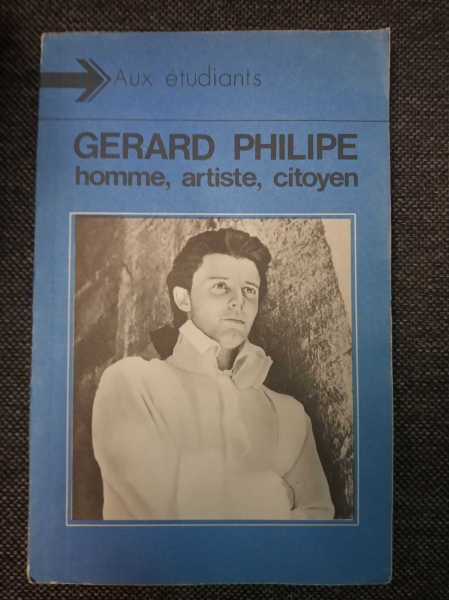 Aux étudiants
GERARD PHILIPE
homme, artiste, citoyen